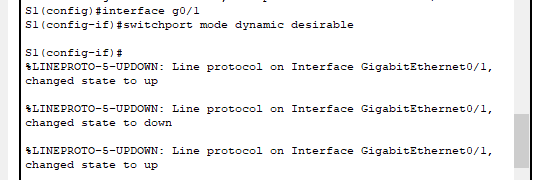 S1(config)#interface g0/1
S1(config-if)#switchport mode dynamic desirable
S1(config-if)#
%LINEPROTO-5-UPDOWN: Line protocol on Interface GigabitEthernet0/1,
changed state to up
%LINEPROTO-5-UPDOWN: Line protocol on Interface GigabitEthernet0/1,
changed state to down
%LINEPROTO-5-UPDOWN: Line protocol on Interface GigabitEthernet0/1,
changed state to up